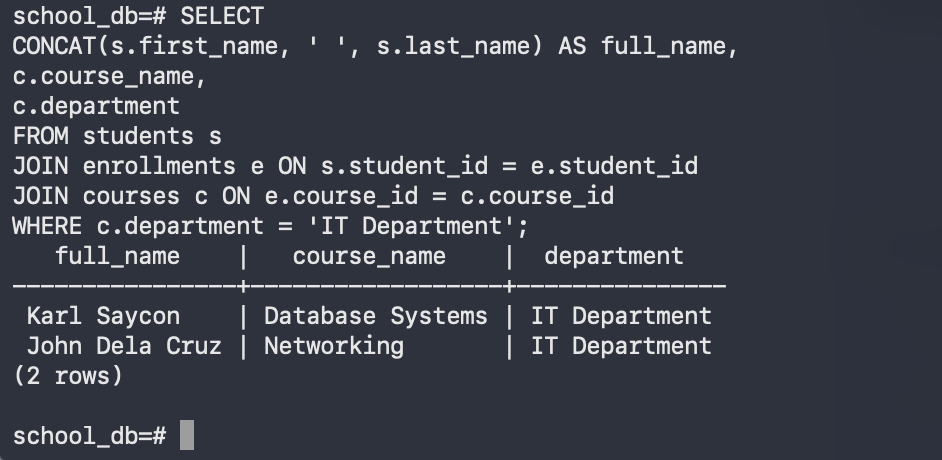 school_db=# SELECT
CONCAT(s.first_name, ' ', s.last_name) AS full_name,
c.course_name,
c.department
FROM students s
JOIN enrollments e ON s.student_id = e.student_id
JOIN courses c ON e.course_id = c.course_id
WHERE c.department = 'IT Department';
   full_name    |   course_name    |  department
----------------+------------------+---------------
 Karl Saycon    | Database Systems | IT Department
 John Dela Cruz | Networking       | IT Department
(2 rows)

school_db=#